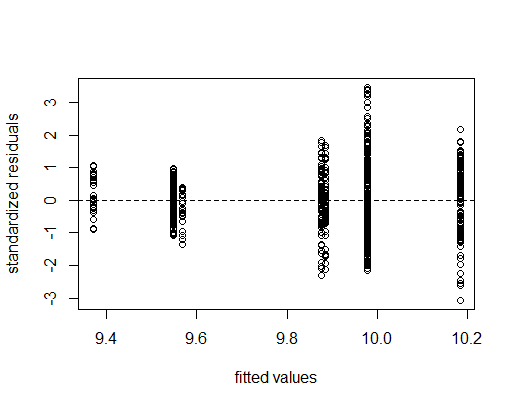 standardized residuals
3
2
1
0
-1
-2
-3
9.4 9.6 9.8 10.0 10.2
fitted values